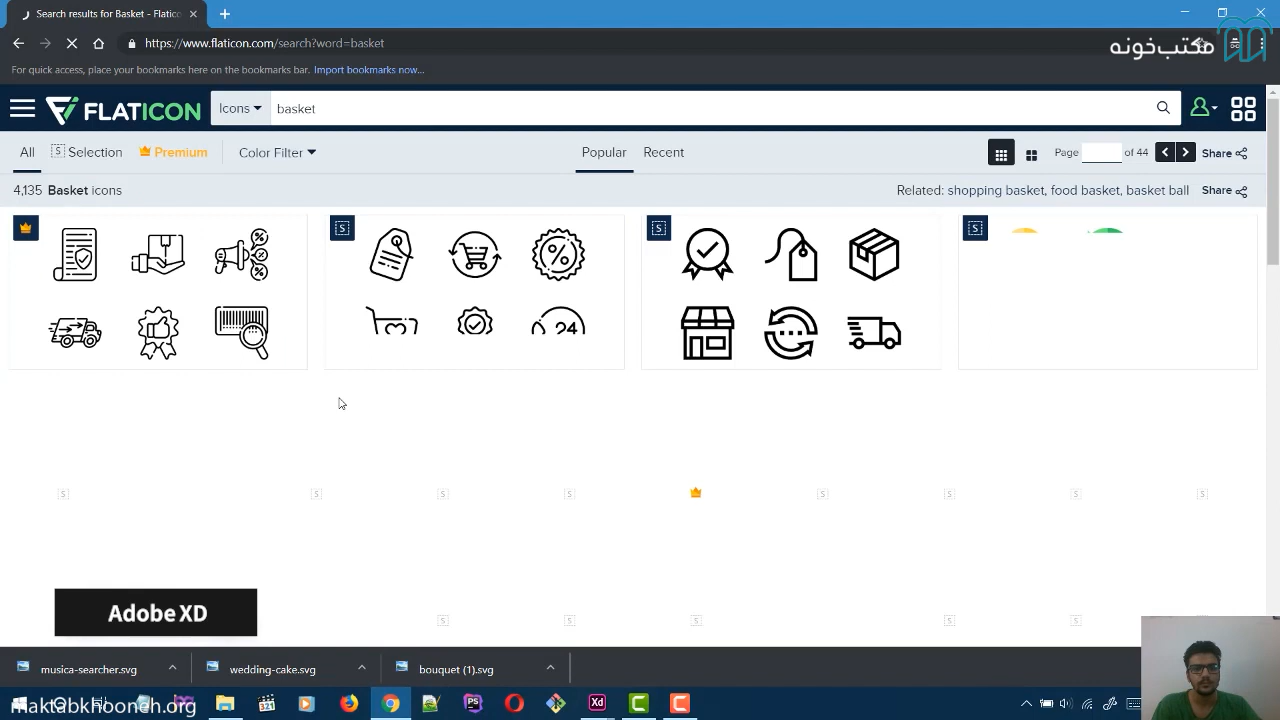 Search results for Basket - Flatico
https://www.flaticon.com/search?word=basket
مکتب‌خونه
For quick access, place your bookmarks here on the bookmarks bar. Import bookmarks now...
FLATICON
Icons
basket
All
Selection
Premium
Color Filter
Popular
Recent
Page
of 44
Share
4,135 Basket icons
Related: shopping basket, food basket, basket ball
Share
24
Adobe XD
musica-searcher.svg
wedding-cake.svg
bouquet (1).svg
maktabkhooneh.org